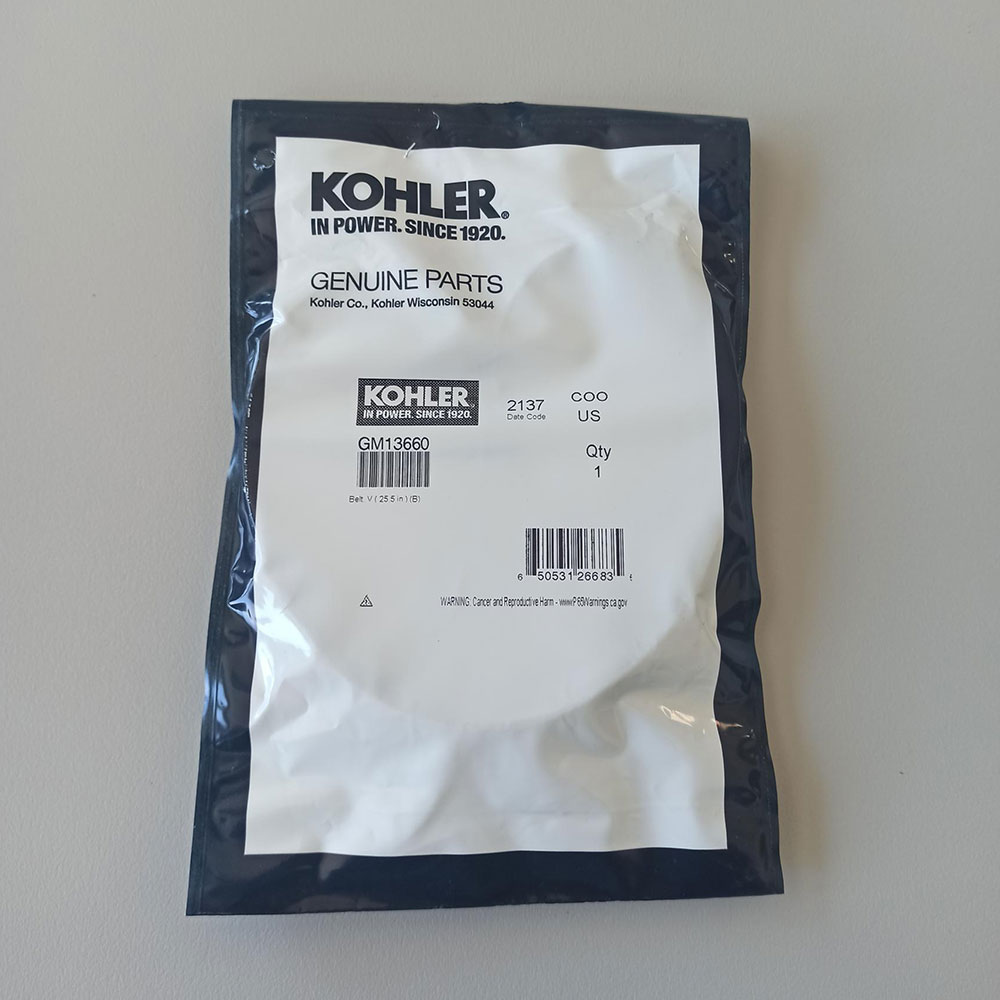 KOHLER®
IN POWER. SINCE 1920.
GENUINE PARTS
Kohler Co., Kohler Wisconsin 53044
KOHLER
IN POWER. SINCE 1920.
2137
Date Code
COO
US
GM13660
Qty
1
Belt V ( 25.5 in ) (B)
6 50531 26683
WARNING: Cancer and Reproductive Harm - www.P65Warnings.ca.gov